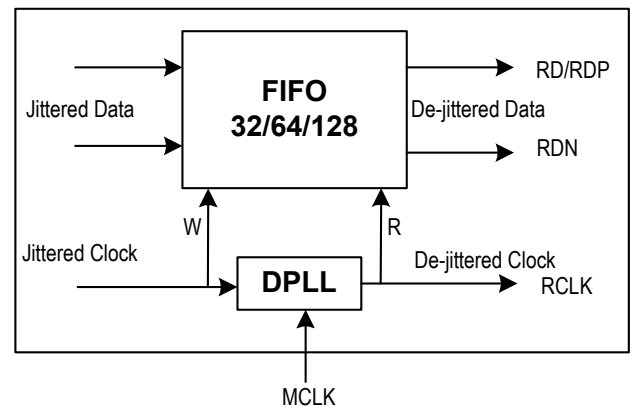 RD/RDP
FIFO
32/64/128
Jittered Data
De-jittered Data
RDN
W
R
Jittered Clock
De-jittered Clock
DPLL
RCLK
MCLK